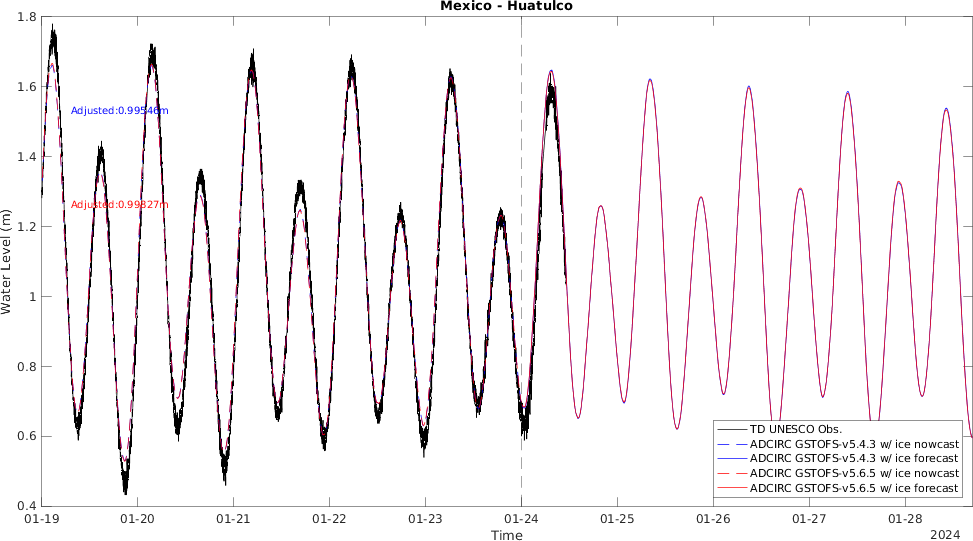 Mexico - Huatulco
1.8
1.6
1.4
1.2
1
0.8
0.6
0.4
Water Level (m)
Adjusted:0.99546m
Adjusted:0.99827m
TD UNESCO Obs.
ADCIRC GSTOFS-v5.4.3 w/ ice nowcast
ADCIRC GSTOFS-v5.4.3 w/ ice forecast
ADCIRC GSTOFS-v5.6.5 w/ ice nowcast
ADCIRC GSTOFS-v5.6.5 w/ ice forecast
01-19 01-20 01-21 01-22 01-23 01-24 01-25 01-26 01-27 01-28
Time
2024